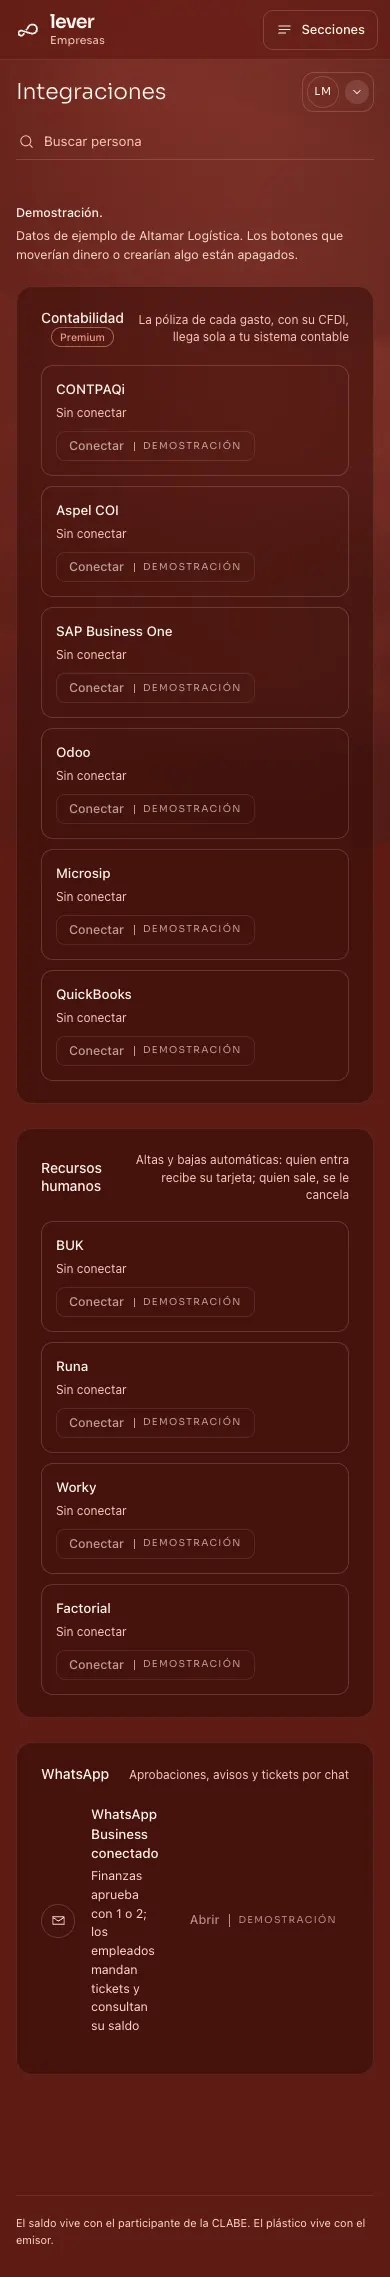 lever
Empresas
Secciones
Integraciones
LM
Buscar persona
Demostración.
Datos de ejemplo de Altamar Logística. Los botones que
moverían dinero o crearían algo están apagados.
Contabilidad
Premium
La póliza de cada gasto, con su CFDI,
llega sola a tu sistema contable
CONTPAQi
Sin conectar
Conectar | DEMOSTRACIÓN
Aspel COI
Sin conectar
Conectar | DEMOSTRACIÓN
SAP Business One
Sin conectar
Conectar | DEMOSTRACIÓN
Odoo
Sin conectar
Conectar | DEMOSTRACIÓN
Microsip
Sin conectar
Conectar | DEMOSTRACIÓN
QuickBooks
Sin conectar
Conectar | DEMOSTRACIÓN
Recursos
humanos
Altas y bajas automáticas: quien entra
recibe su tarjeta; quien sale, se le
cancela
BUK
Sin conectar
Conectar | DEMOSTRACIÓN
Runa
Sin conectar
Conectar | DEMOSTRACIÓN
Worky
Sin conectar
Conectar | DEMOSTRACIÓN
Factorial
Sin conectar
Conectar | DEMOSTRACIÓN
WhatsApp
Aprobaciones, avisos y tickets por chat
WhatsApp
Business
conectado
Finanzas
aprueba
con 1 o 2;
los
empleados
mandan
tickets y
consultan
su saldo
Abrir | DEMOSTRACIÓN
El saldo vive con el participante de la CLABE. El plástico vive con el
emisor.